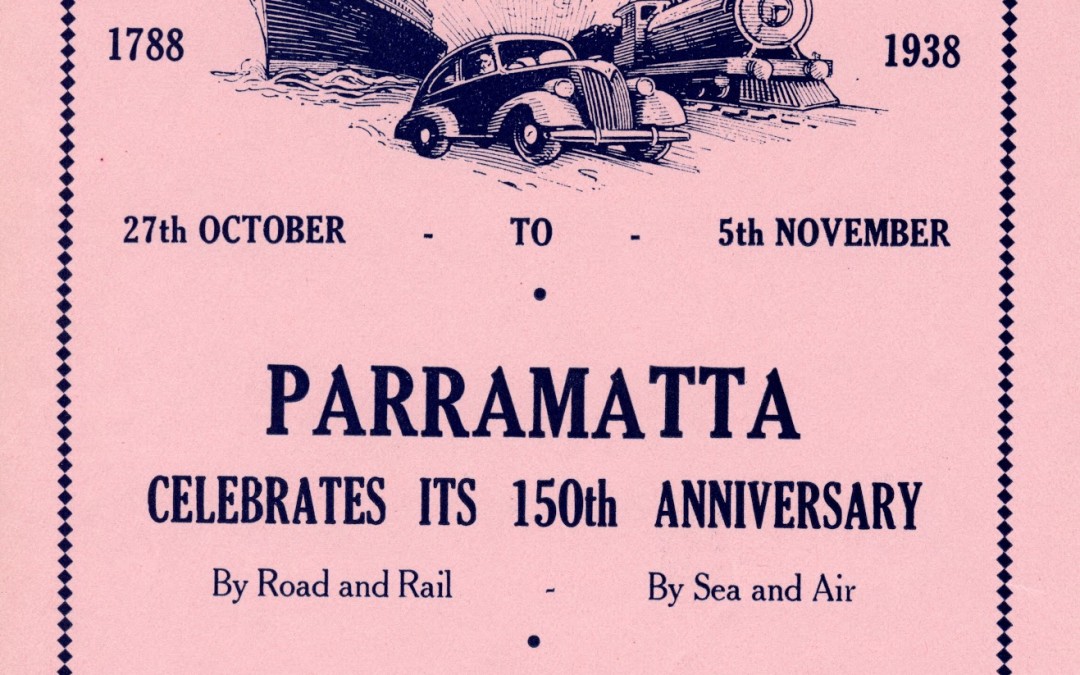 1788 1938
27th OCTOBER - TO - 5th NOVEMBER
PARRAMATTA
CELEBRATES ITS 150th ANNIVERSARY
By Road and Rail - By Sea and Air